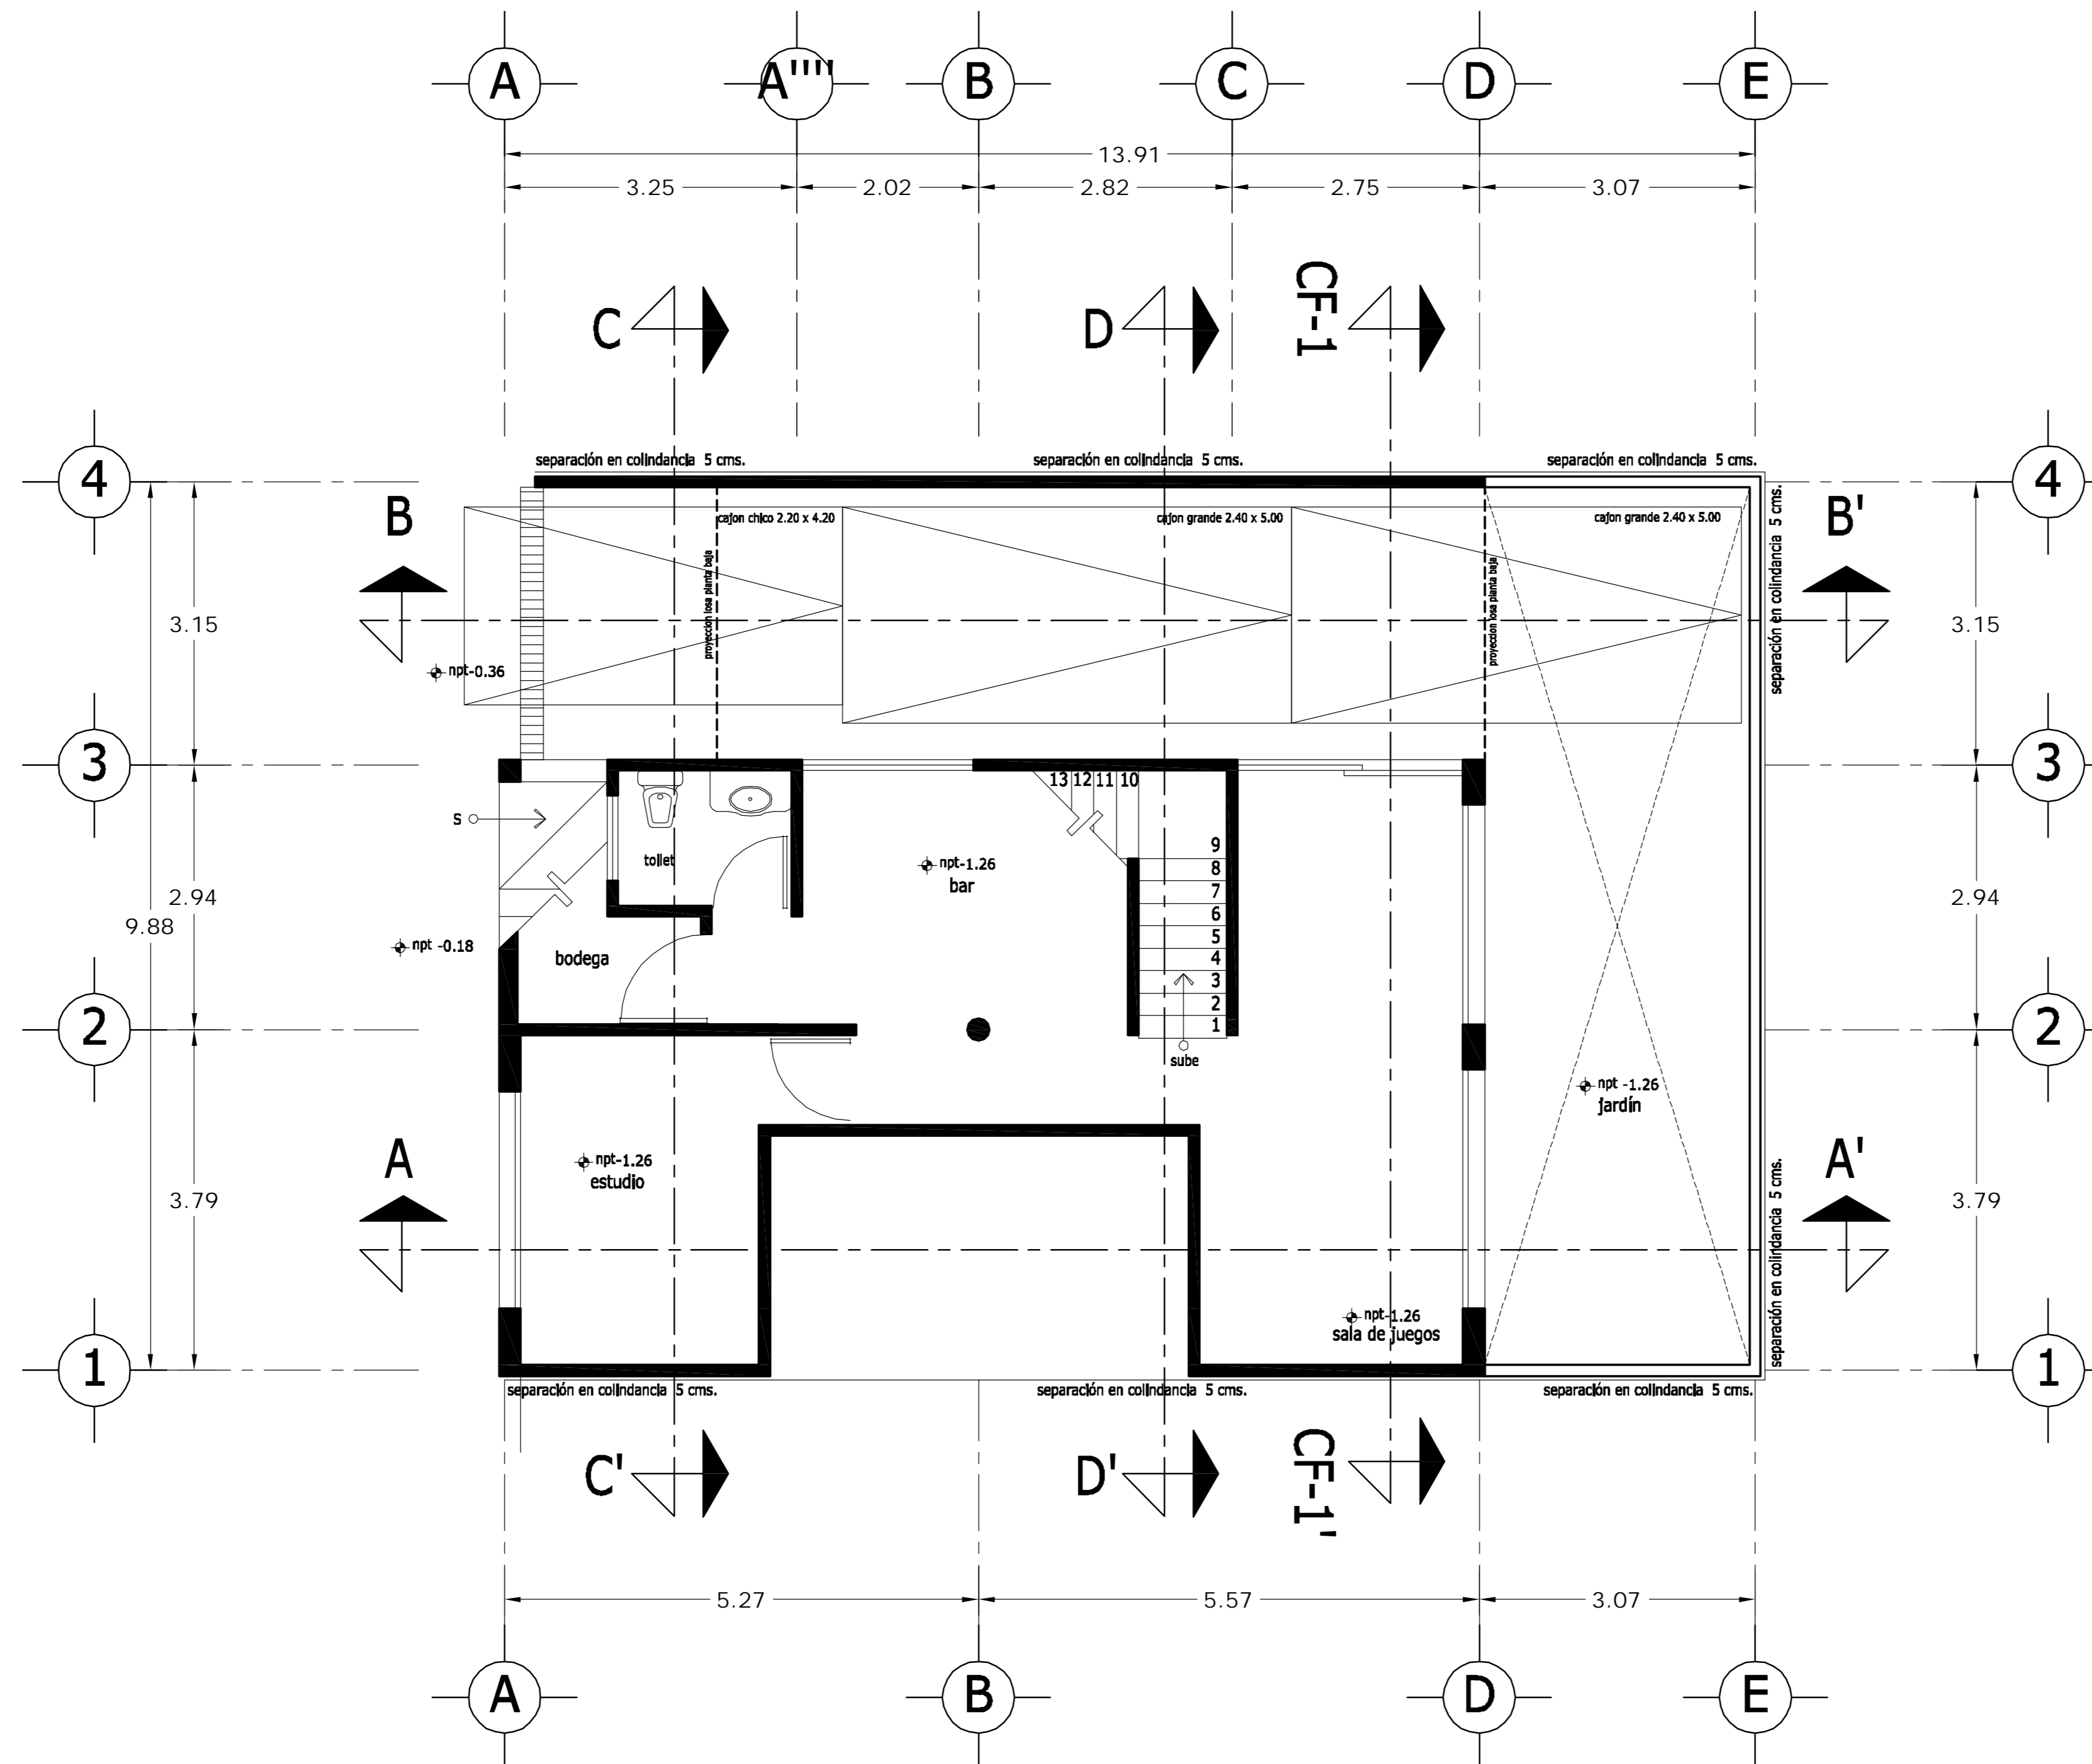 A A'''' B C D E
13.91
3.25 2.02 2.82 2.75 3.07
C D CF-1
separación en colindancia 5 cms. separación en colindancia 5 cms. separación en colindancia 5 cms.
4 4
B B'
cajon chico 2.20 x 4.20 cajon grande 2.40 x 5.00 cajon grande 2.40 x 5.00
separación en colindancia 5 cms.
proyeccion losa planta baja proyeccion losa planta baja
3.15 3.15
npt-0.36
3 3
13 12 11 10
s
9
8
7
6
5
4
3
2
1
toilet
npt-1.26
bar
2.94 2.94
9.88
npt -0.18
bodega
2 2
sube
npt -1.26
jardín
A A'
npt-1.26
estudio
3.79 3.79
separación en colindancia 5 cms.
npt-1.26
sala de juegos
1 1
separación en colindancia 5 cms. separación en colindancia 5 cms. separación en colindancia 5 cms.
C' D' CF-1'
5.27 5.57 3.07
A B D E